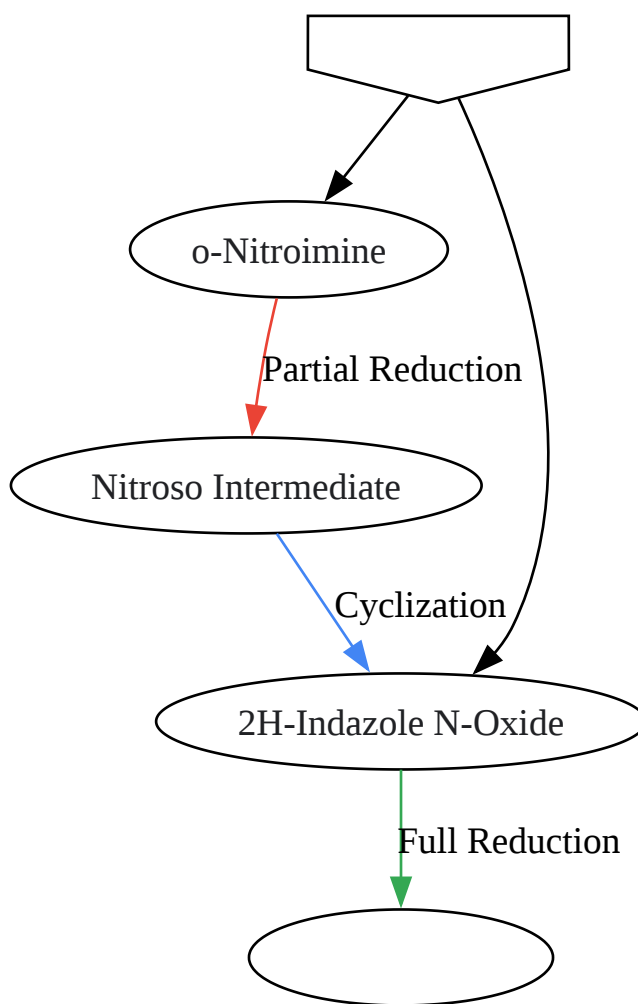 o-Nitroimine
Partial Reduction
Nitroso Intermediate
Cyclization
2H-Indazole N-Oxide
Full Reduction